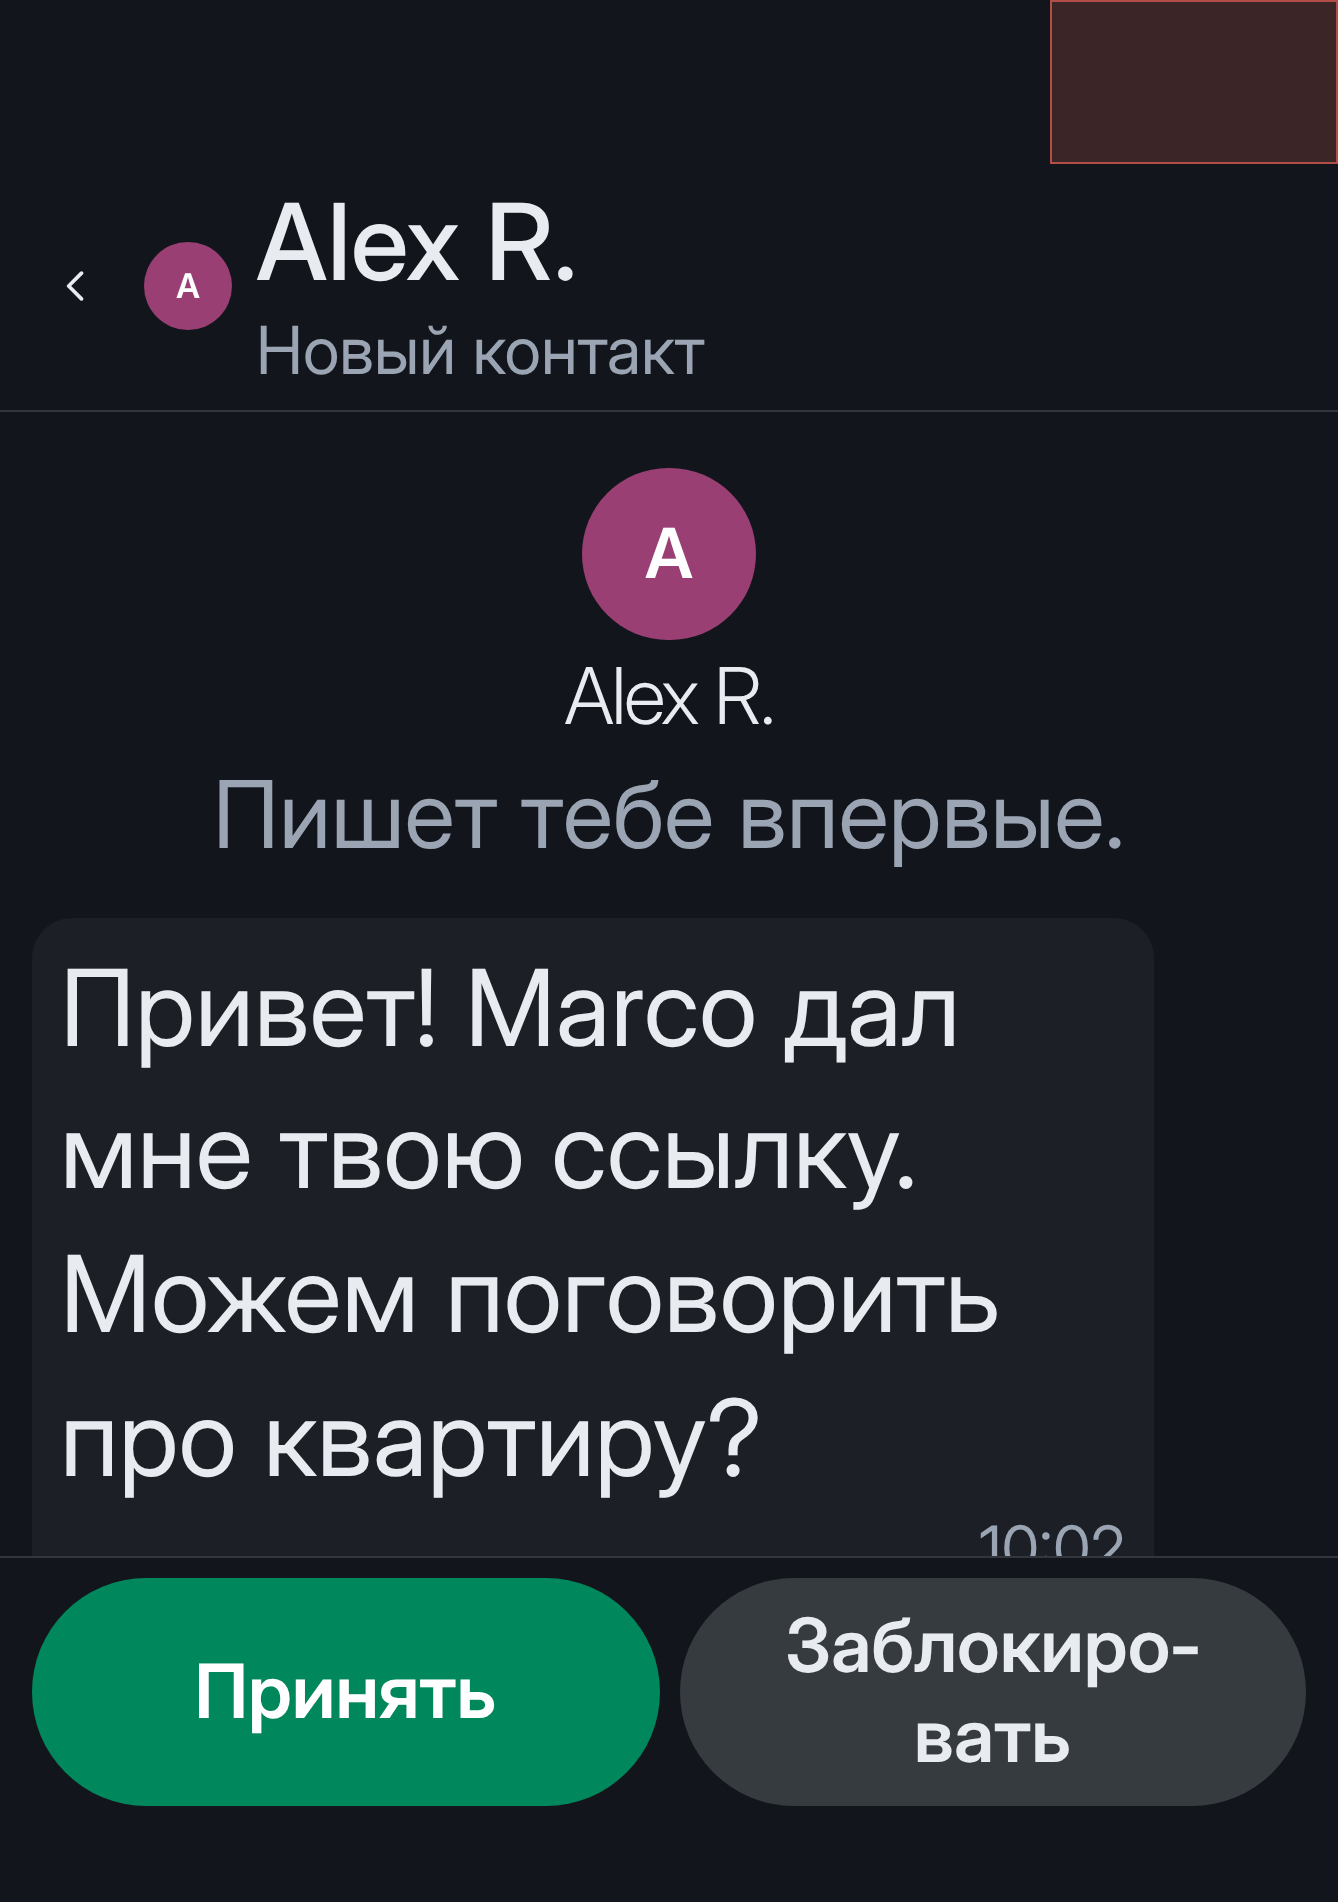 A
Alex R.
Новый контакт
A
Alex R.
Пишет тебе впервые.
Привет! Marco дал
мне твою ссылку.
Можем поговорить
про квартиру?
10:02
Принять
Заблокиро-
вать